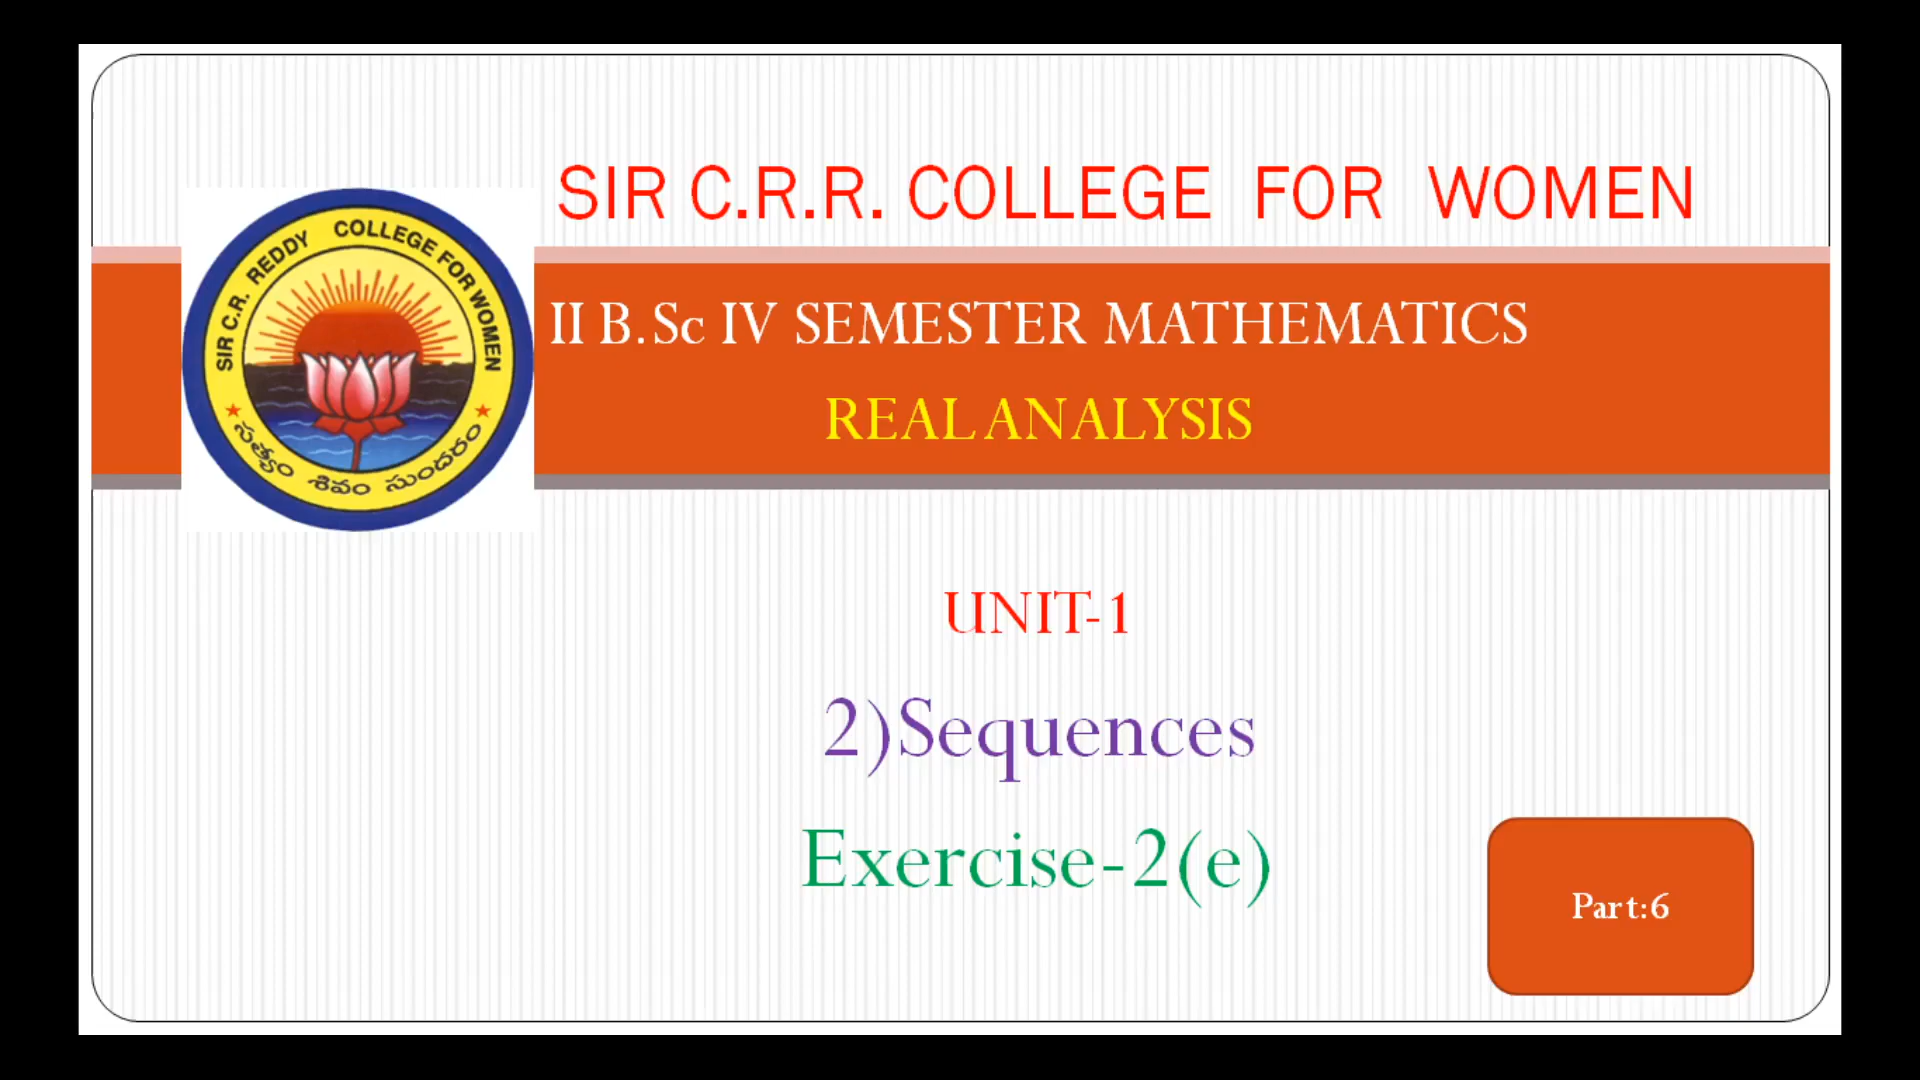 SIR C.R.R. COLLEGE FOR WOMEN
SIR C.R. REDDY COLLEGE FOR WOMEN
సత్యం శివం సుందరం
II B.Sc IV SEMESTER MATHEMATICS
REAL ANALYSIS
UNIT-1
2)Sequences
Exercise-2(e)
Part:6